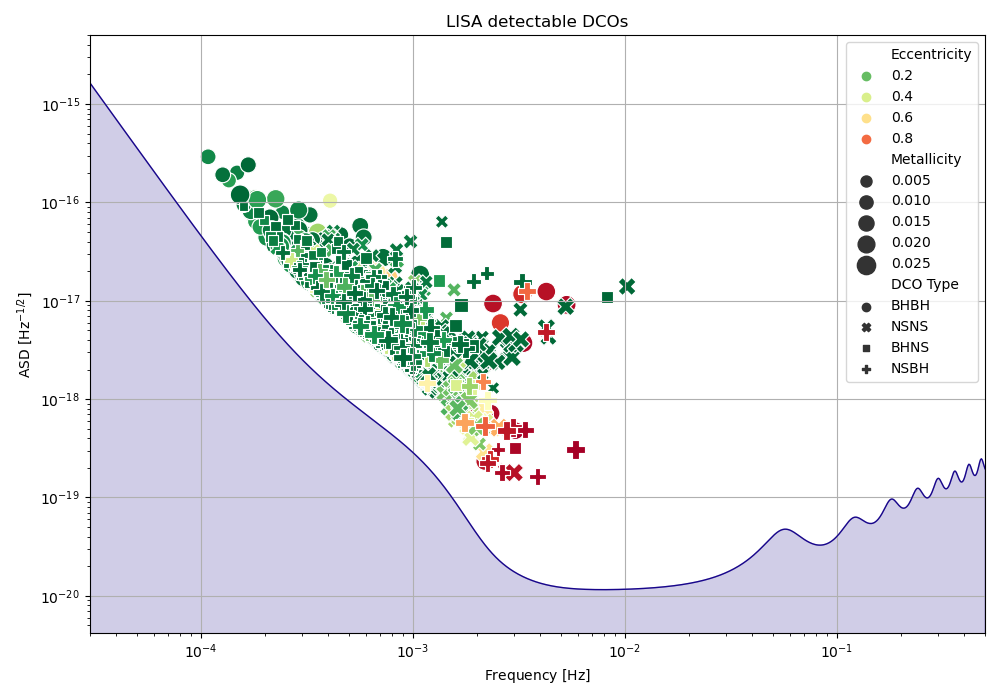 LISA detectable DCOs
ASD [Hz^{-1/2}]
10^{-15}
10^{-16}
10^{-17}
10^{-18}
10^{-19}
10^{-20}
10^{-4}
10^{-3}
10^{-2}
10^{-1}
Frequency [Hz]
Eccentricity
0.2
0.4
0.6
0.8
Metallicity
0.005
0.010
0.015
0.020
0.025
DCO Type
BHBH
NSNS
BHNS
NSBH